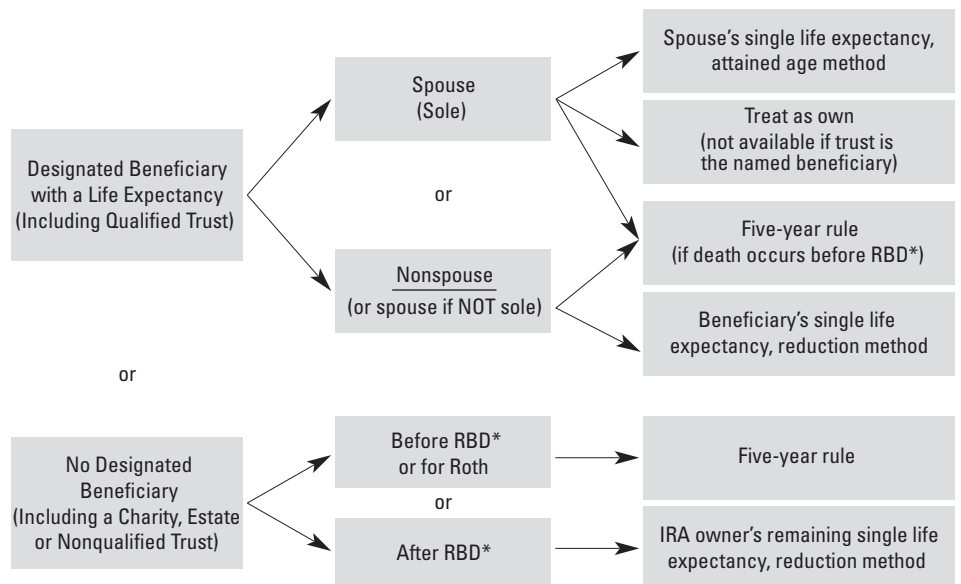 Designated Beneficiary
with a Life Expectancy
(Including Qualified Trust)
Spouse
(Sole)
or
Nonspouse
(or spouse if NOT sole)
Spouse's single life expectancy,
attained age method
Treat as own
(not available if trust is
the named beneficiary)
Five-year rule
(if death occurs before RBD*)
Beneficiary's single life
expectancy, reduction method
or
No Designated
Beneficiary
(Including a Charity, Estate
or Nonqualified Trust)
Before RBD*
or for Roth
or
After RBD*
Five-year rule
IRA owner's remaining single life
expectancy, reduction method